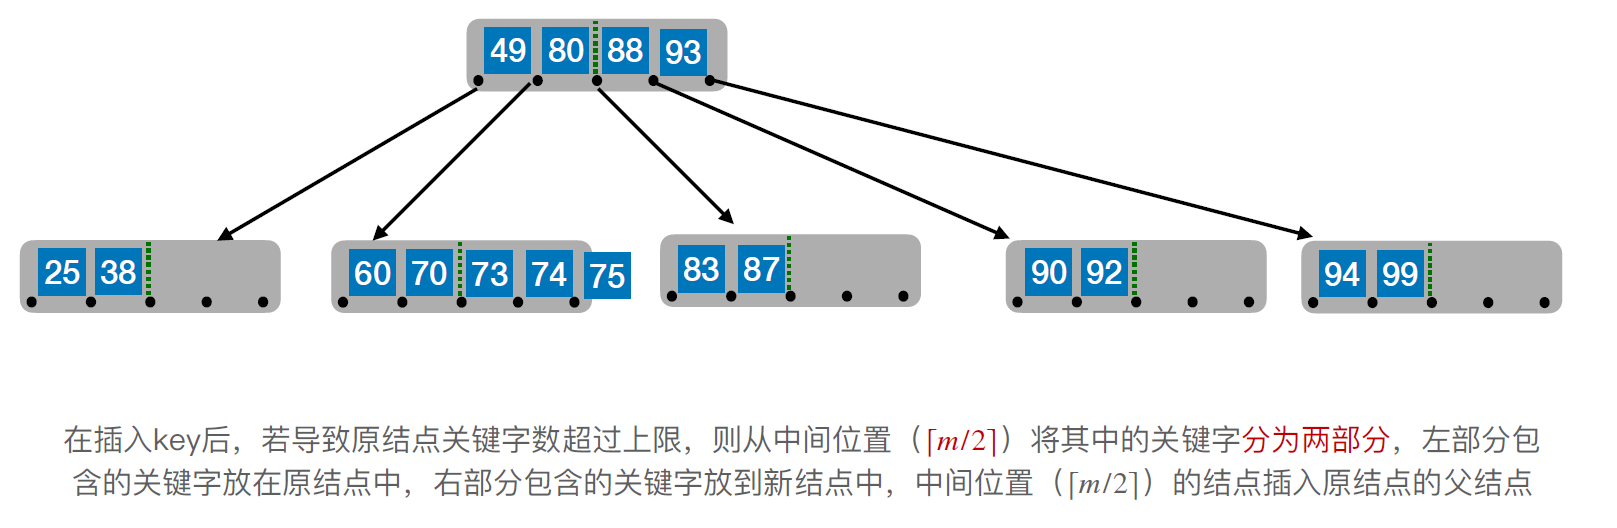 49 80 88 93
25 38 60 70 73 74 75 83 87 90 92 94 99
在插入key后，若导致原结点关键字数超过上限，则从中间位置（⌈m/2⌉）将其中的关键字分为两部分，左部分包
含的关键字放在原结点中，右部分包含的关键字放到新结点中，中间位置（⌈m/2⌉）的结点插入原结点的父结点